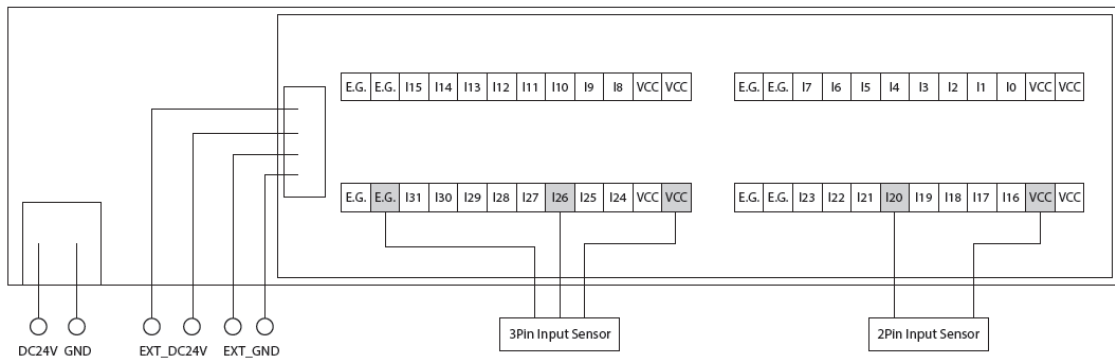 E.G. E.G. I15 I14 I13 I12 I11 I10 I9 I8 VCC VCC
E.G. E.G. I7 I6 I5 I4 I3 I2 I1 I0 VCC VCC
E.G. E.G. I31 I30 I29 I28 I27 I26 I25 I24 VCC VCC
E.G. E.G. I23 I22 I21 I20 I19 I18 I17 I16 VCC VCC
3Pin Input Sensor
2Pin Input Sensor
DC24V GND EXT_DC24V EXT_GND